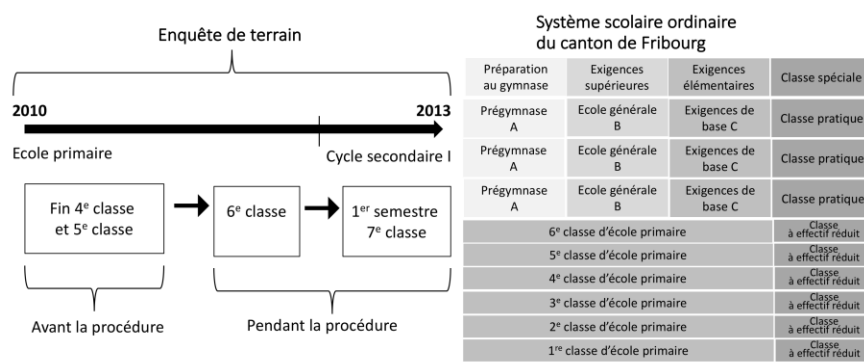 Enquête de terrain
2010
2013
Ecole primaire
Cycle secondaire I
Fin 4e classe
et 5e classe
6e classe
1er semestre
7e classe
Avant la procédure
Pendant la procédure
Système scolaire ordinaire
du canton de Fribourg
Préparation
au gymnase
Exigences
supérieures
Exigences
élémentaires
Classe spéciale
Prégymnase
A
Ecole générale
B
Exigences de
base C
Classe pratique
Prégymnase
A
Ecole générale
B
Exigences de
base C
Classe pratique
Prégymnase
A
Ecole générale
B
Exigences de
base C
Classe pratique
6e classe d'école primaire
Classe
à effectif réduit
5e classe d'école primaire
Classe
à effectif réduit
4e classe d'école primaire
Classe
à effectif réduit
3e classe d'école primaire
Classe
à effectif réduit
2e classe d'école primaire
Classe
à effectif réduit
1re classe d'école primaire
Classe
à effectif réduit